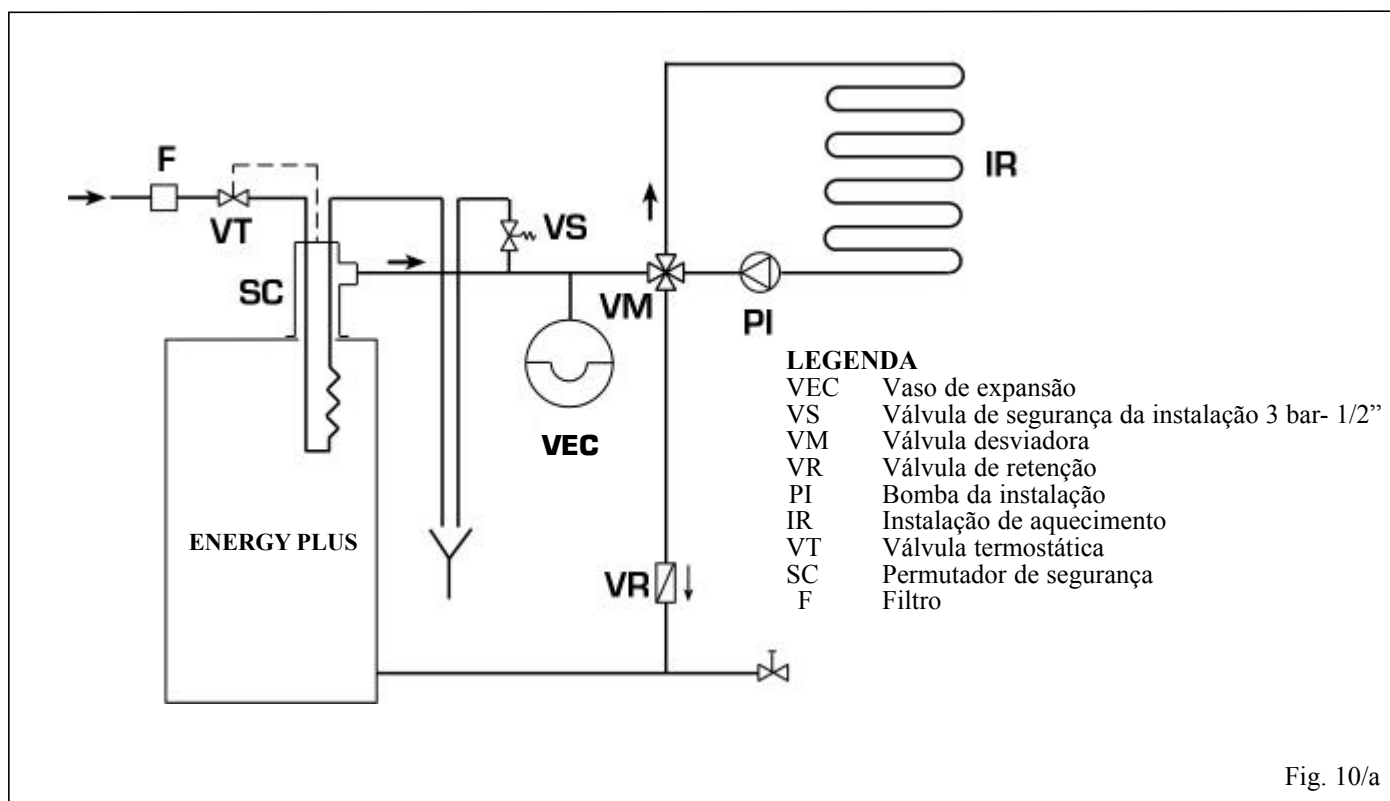 F
VT
SC
VS
VM
PI
IR
VEC
VR
ENERGY PLUS
LEGENDA
VEC Vaso de expansão
VS Válvula de segurança da instalação 3 bar- 1/2”
VM Válvula desviadora
VR Válvula de retenção
PI Bomba da instalação
IR Instalação de aquecimento
VT Válvula termostática
SC Permutador de segurança
F Filtro
Fig. 10/a